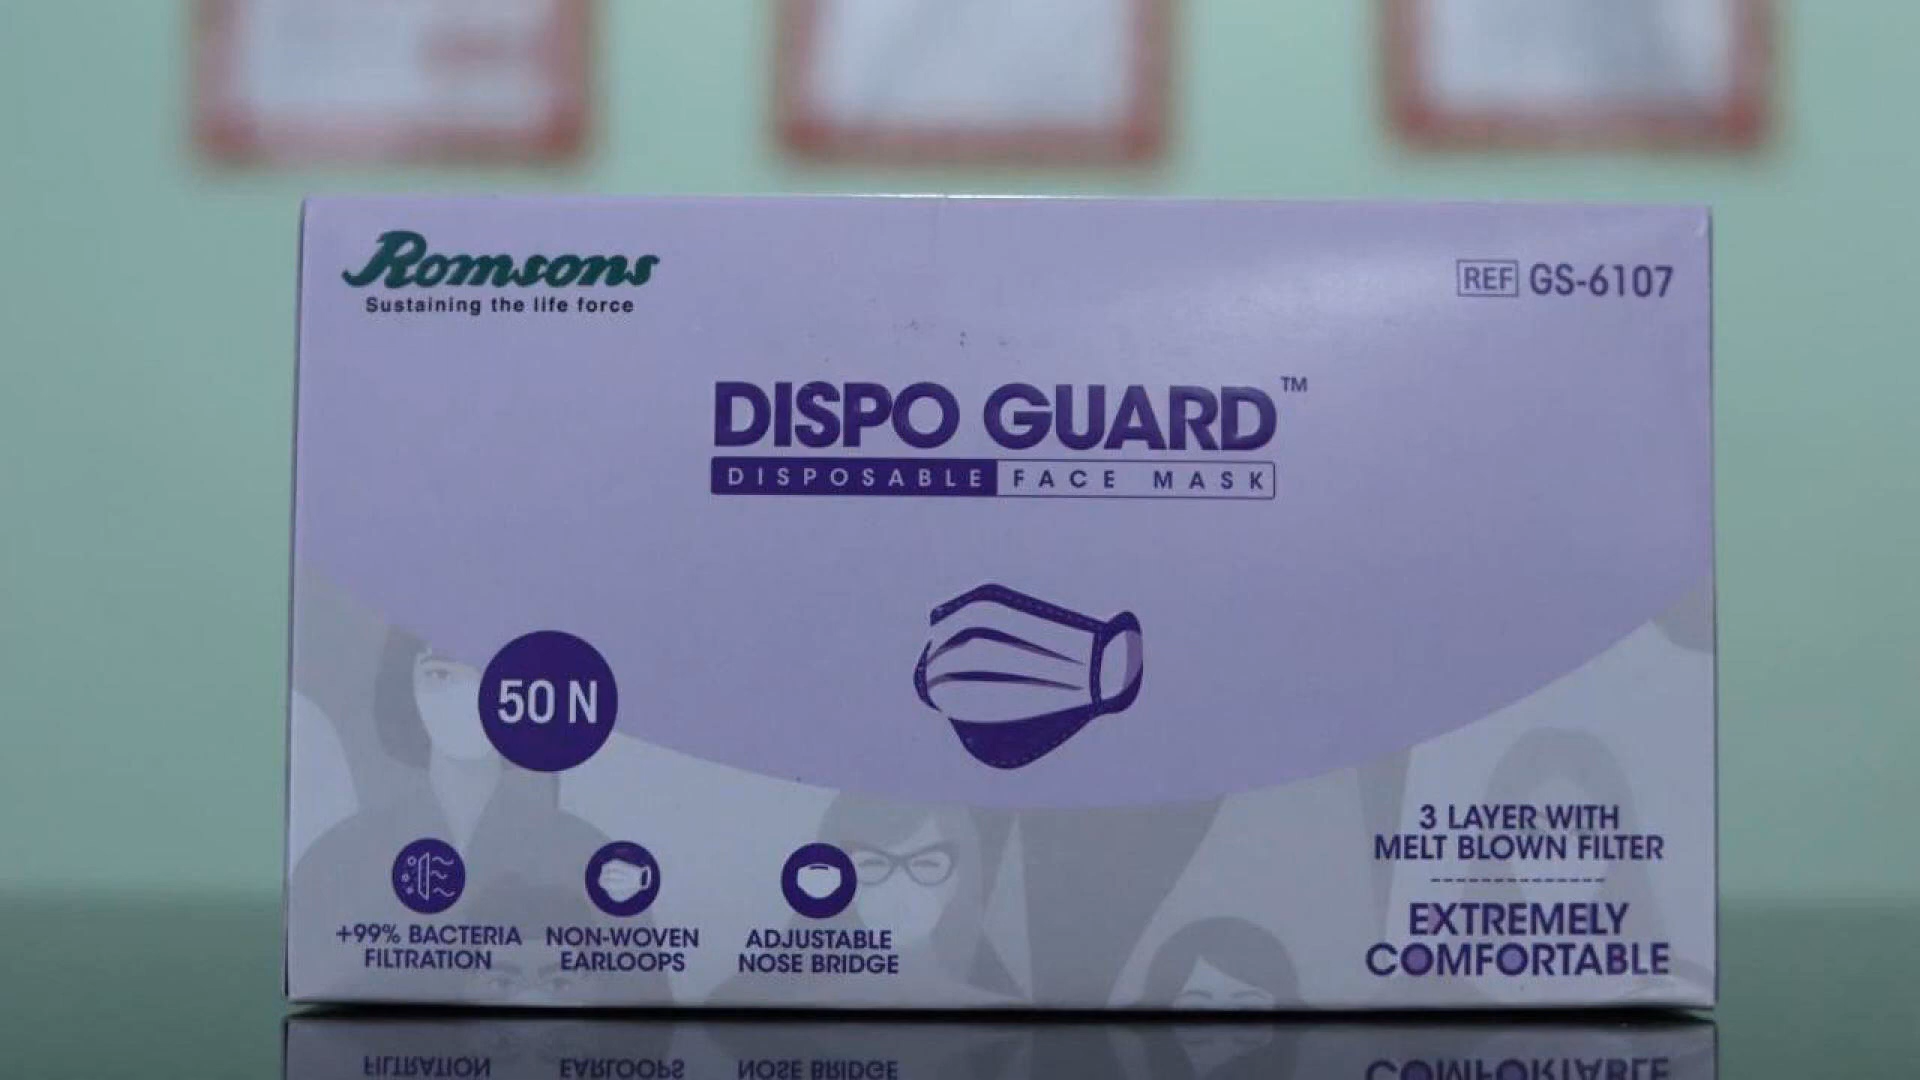 Romsons
Sustaining the life force
REF GS-6107
DISPO GUARD™
DISPOSABLE FACE MASK
50 N
+99% BACTERIA
FILTRATION
NON-WOVEN
EARLOOPS
ADJUSTABLE
NOSE BRIDGE
3 LAYER WITH
MELT BLOWN FILTER
EXTREMELY
COMFORTABLE